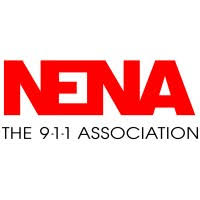 NENA
THE 9-1-1 ASSOCIATION